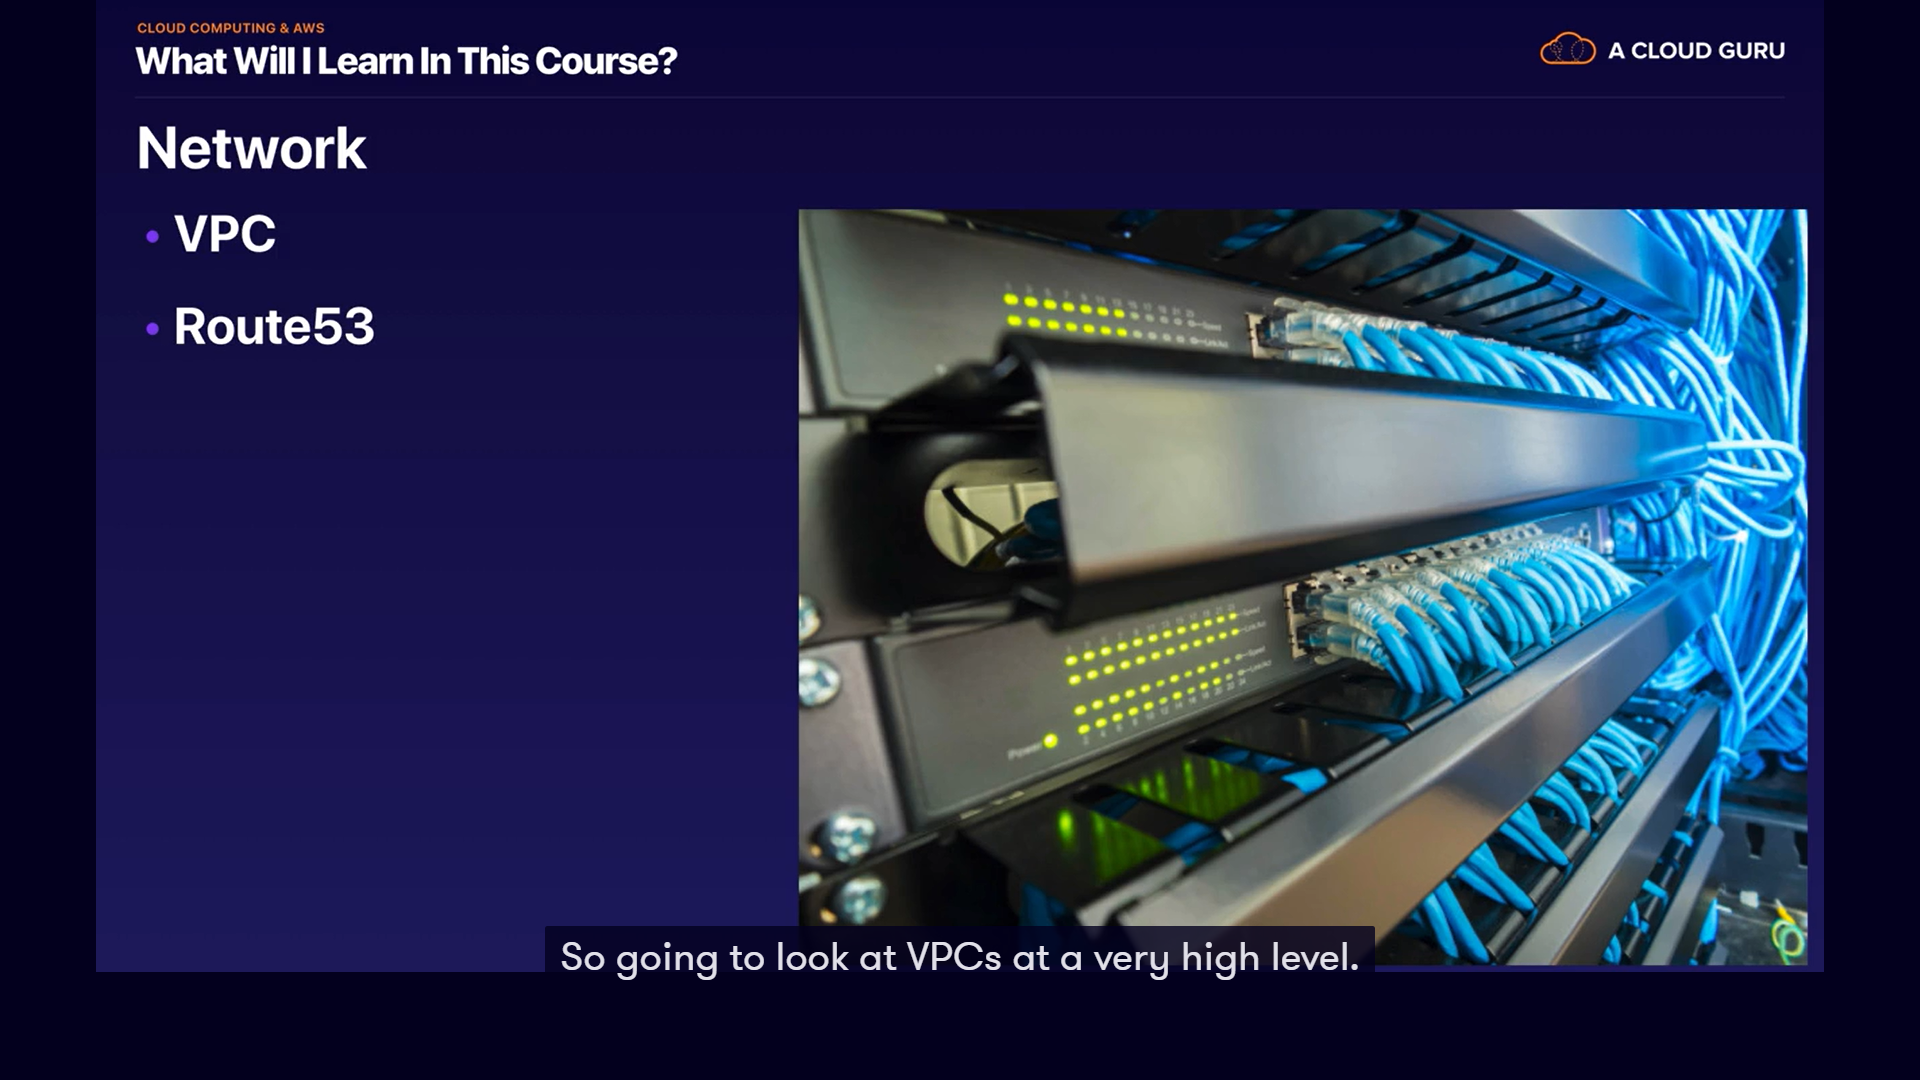 CLOUD COMPUTING & AWS
What Will I Learn In This Course?
A CLOUD GURU
Network
• VPC
• Route53
Power
So going to look at VPCs at a very high level.